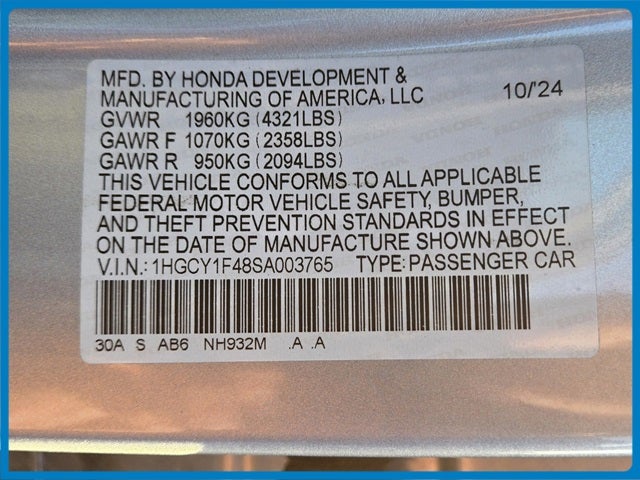 MFD. BY HONDA DEVELOPMENT &
MANUFACTURING OF AMERICA, LLC 10/'24
GVWR 1960KG (4321LBS)
GAWR F 1070KG (2358LBS)
GAWR R 950KG (2094LBS)
THIS VEHICLE CONFORMS TO ALL APPLICABLE
FEDERAL MOTOR VEHICLE SAFETY, BUMPER,
AND THEFT PREVENTION STANDARDS IN EFFECT
ON THE DATE OF MANUFACTURE SHOWN ABOVE.
V.I.N.: 1HGCY1F48SA003765 TYPE: PASSENGER CAR
30A S AB6 NH932M .A .A